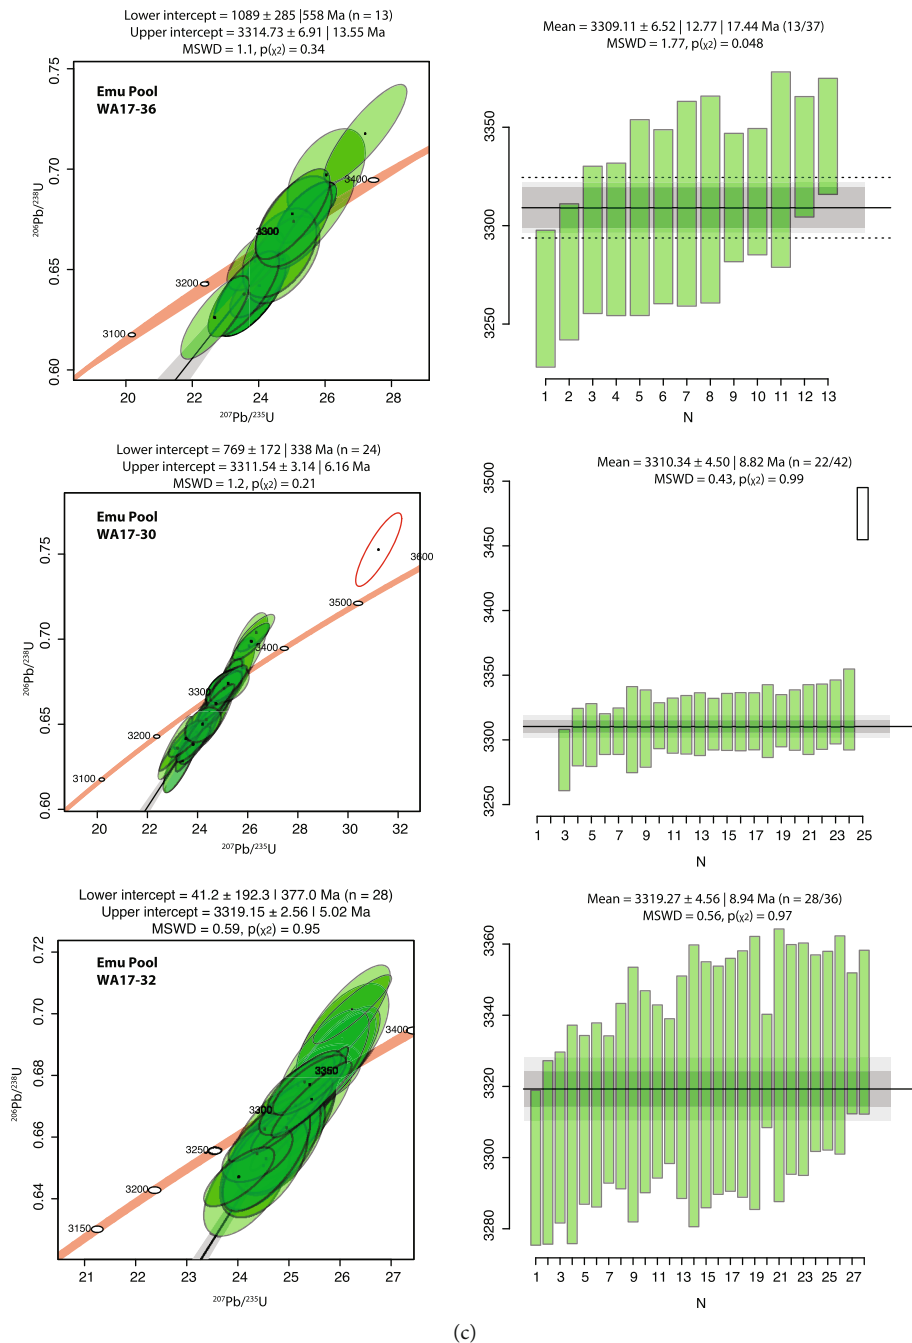 Lower intercept = 1089 ± 285 |558 Ma (n = 13)
Upper intercept = 3314.73 ± 6.91 | 13.55 Ma
MSWD = 1.1, p(χ2) = 0.34
Emu Pool
WA17-36
0.75
0.70
0.65
0.60
206Pb/238U
3400
3300
3200
3100
20 22 24 26 28
207Pb/235U
Mean = 3309.11 ± 6.52 | 12.77 | 17.44 Ma (13/37)
MSWD = 1.77, p(χ2) = 0.048
3350
3300
3250
1 2 3 4 5 6 7 8 9 10 11 12 13
N
Lower intercept = 769 ± 172 | 338 Ma (n = 24)
Upper intercept = 3311.54 ± 3.14 | 6.16 Ma
MSWD = 1.2, p(χ2) = 0.21
Emu Pool
WA17-30
0.75
0.70
0.65
0.60
206Pb/238U
3600
3500
3400
3300
3200
3100
20 22 24 26 28 30 32
207Pb/235U
Mean = 3310.34 ± 4.50 | 8.82 Ma (n = 22/42)
MSWD = 0.43, p(χ2) = 0.99
3500
3450
3400
3350
3300
3250
1 3 5 7 9 11 13 15 17 19 21 23 25
N
Lower intercept = 41.2 ± 192.3 | 377.0 Ma (n = 28)
Upper intercept = 3319.15 ± 2.56 | 5.02 Ma
MSWD = 0.59, p(χ2) = 0.95
Emu Pool
WA17-32
0.72
0.70
0.68
0.66
0.64
206Pb/238U
3400
3350
3300
3250
3200
3150
21 22 23 24 25 26 27
207Pb/235U
Mean = 3319.27 ± 4.56 | 8.94 Ma (n = 28/36)
MSWD = 0.56, p(χ2) = 0.97
3360
3340
3320
3300
3280
1 3 5 7 9 11 13 15 17 19 21 23 25 27
N
(c)